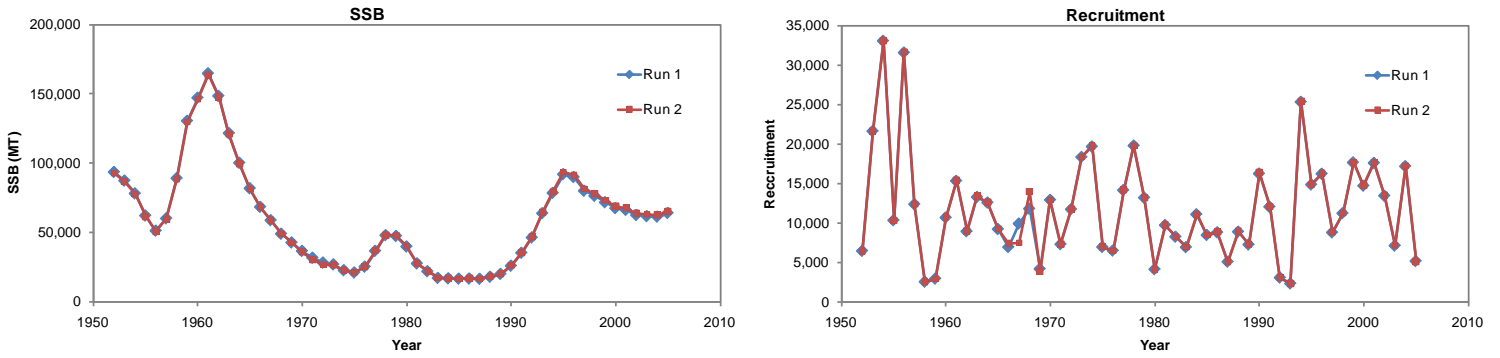 SSB
200,000
150,000
100,000
50,000
0
SSB (MT)
1950 1960 1970 1980 1990 2000 2010
Year
Run 1
Run 2
Recruitment
35,000
30,000
25,000
20,000
15,000
10,000
5,000
0
Reccruitment
1950 1960 1970 1980 1990 2000 2010
Year
Run 1
Run 2